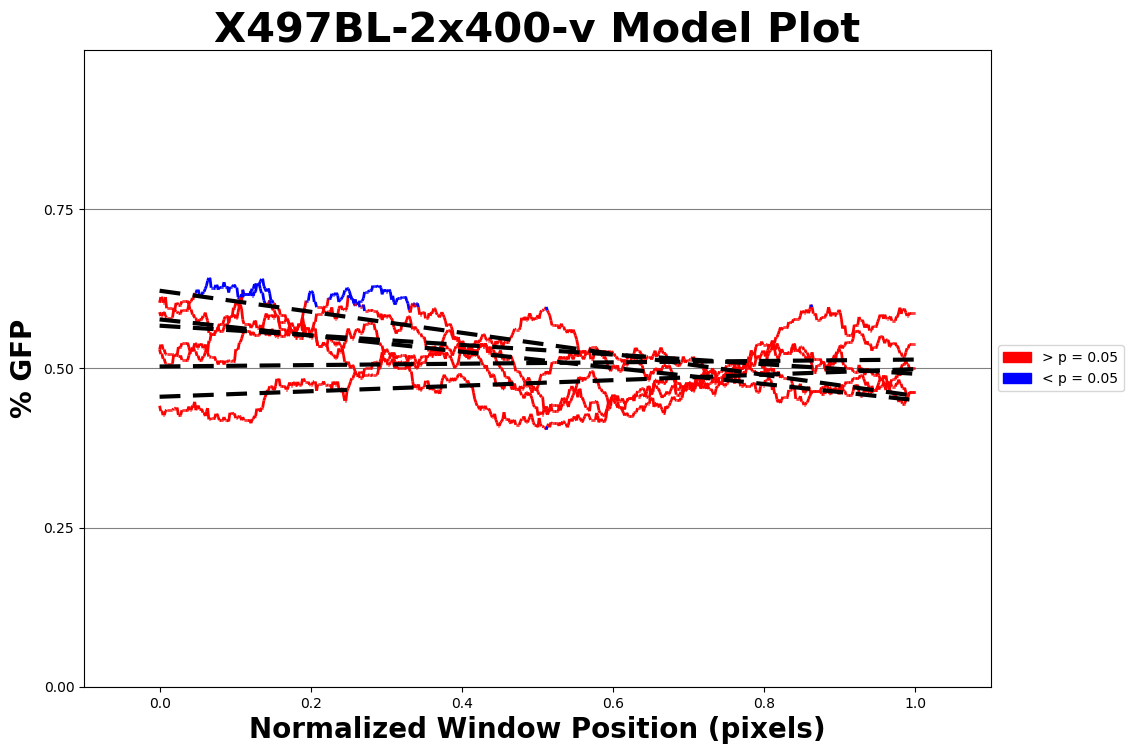 X497BL-2x400-v Model Plot
% GFP
0.75
0.50
0.25
0.00
0.0 0.2 0.4 0.6 0.8 1.0
Normalized Window Position (pixels)
> p = 0.05
< p = 0.05